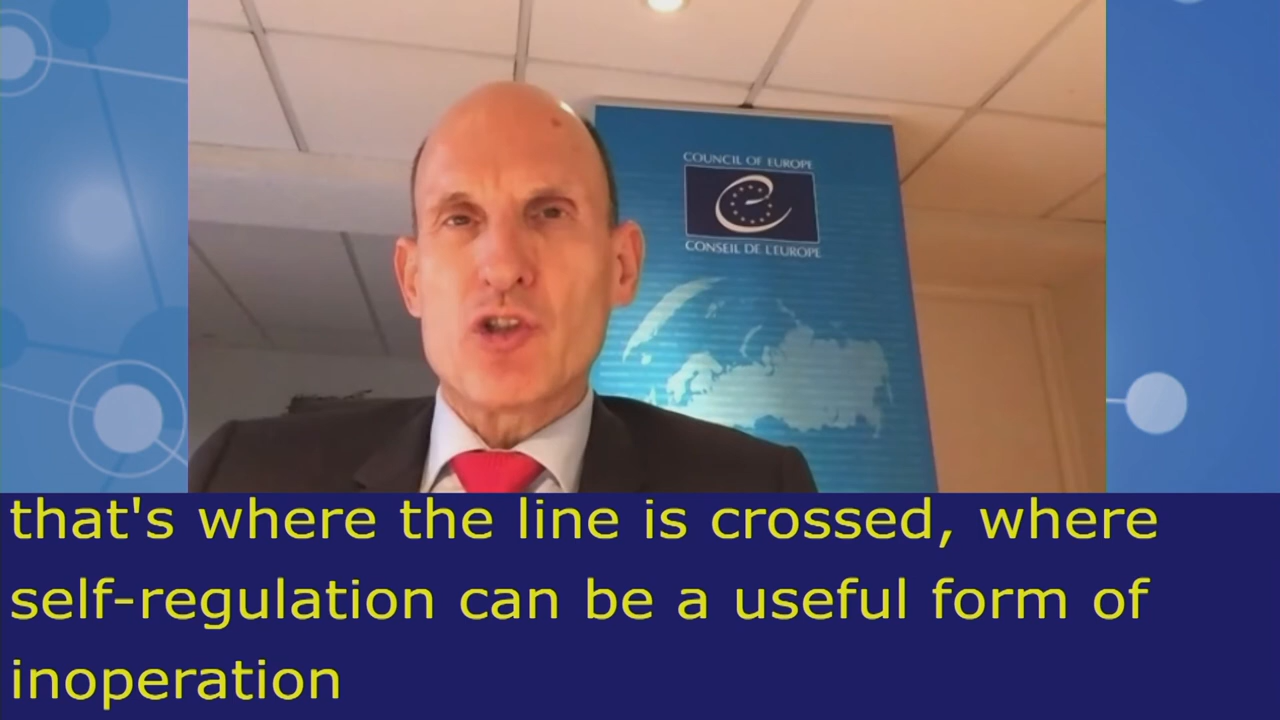 COUNCIL OF EUROPE
CONSEIL DE L'EUROPE
that's where the line is crossed, where
self-regulation can be a useful form of
inoperation